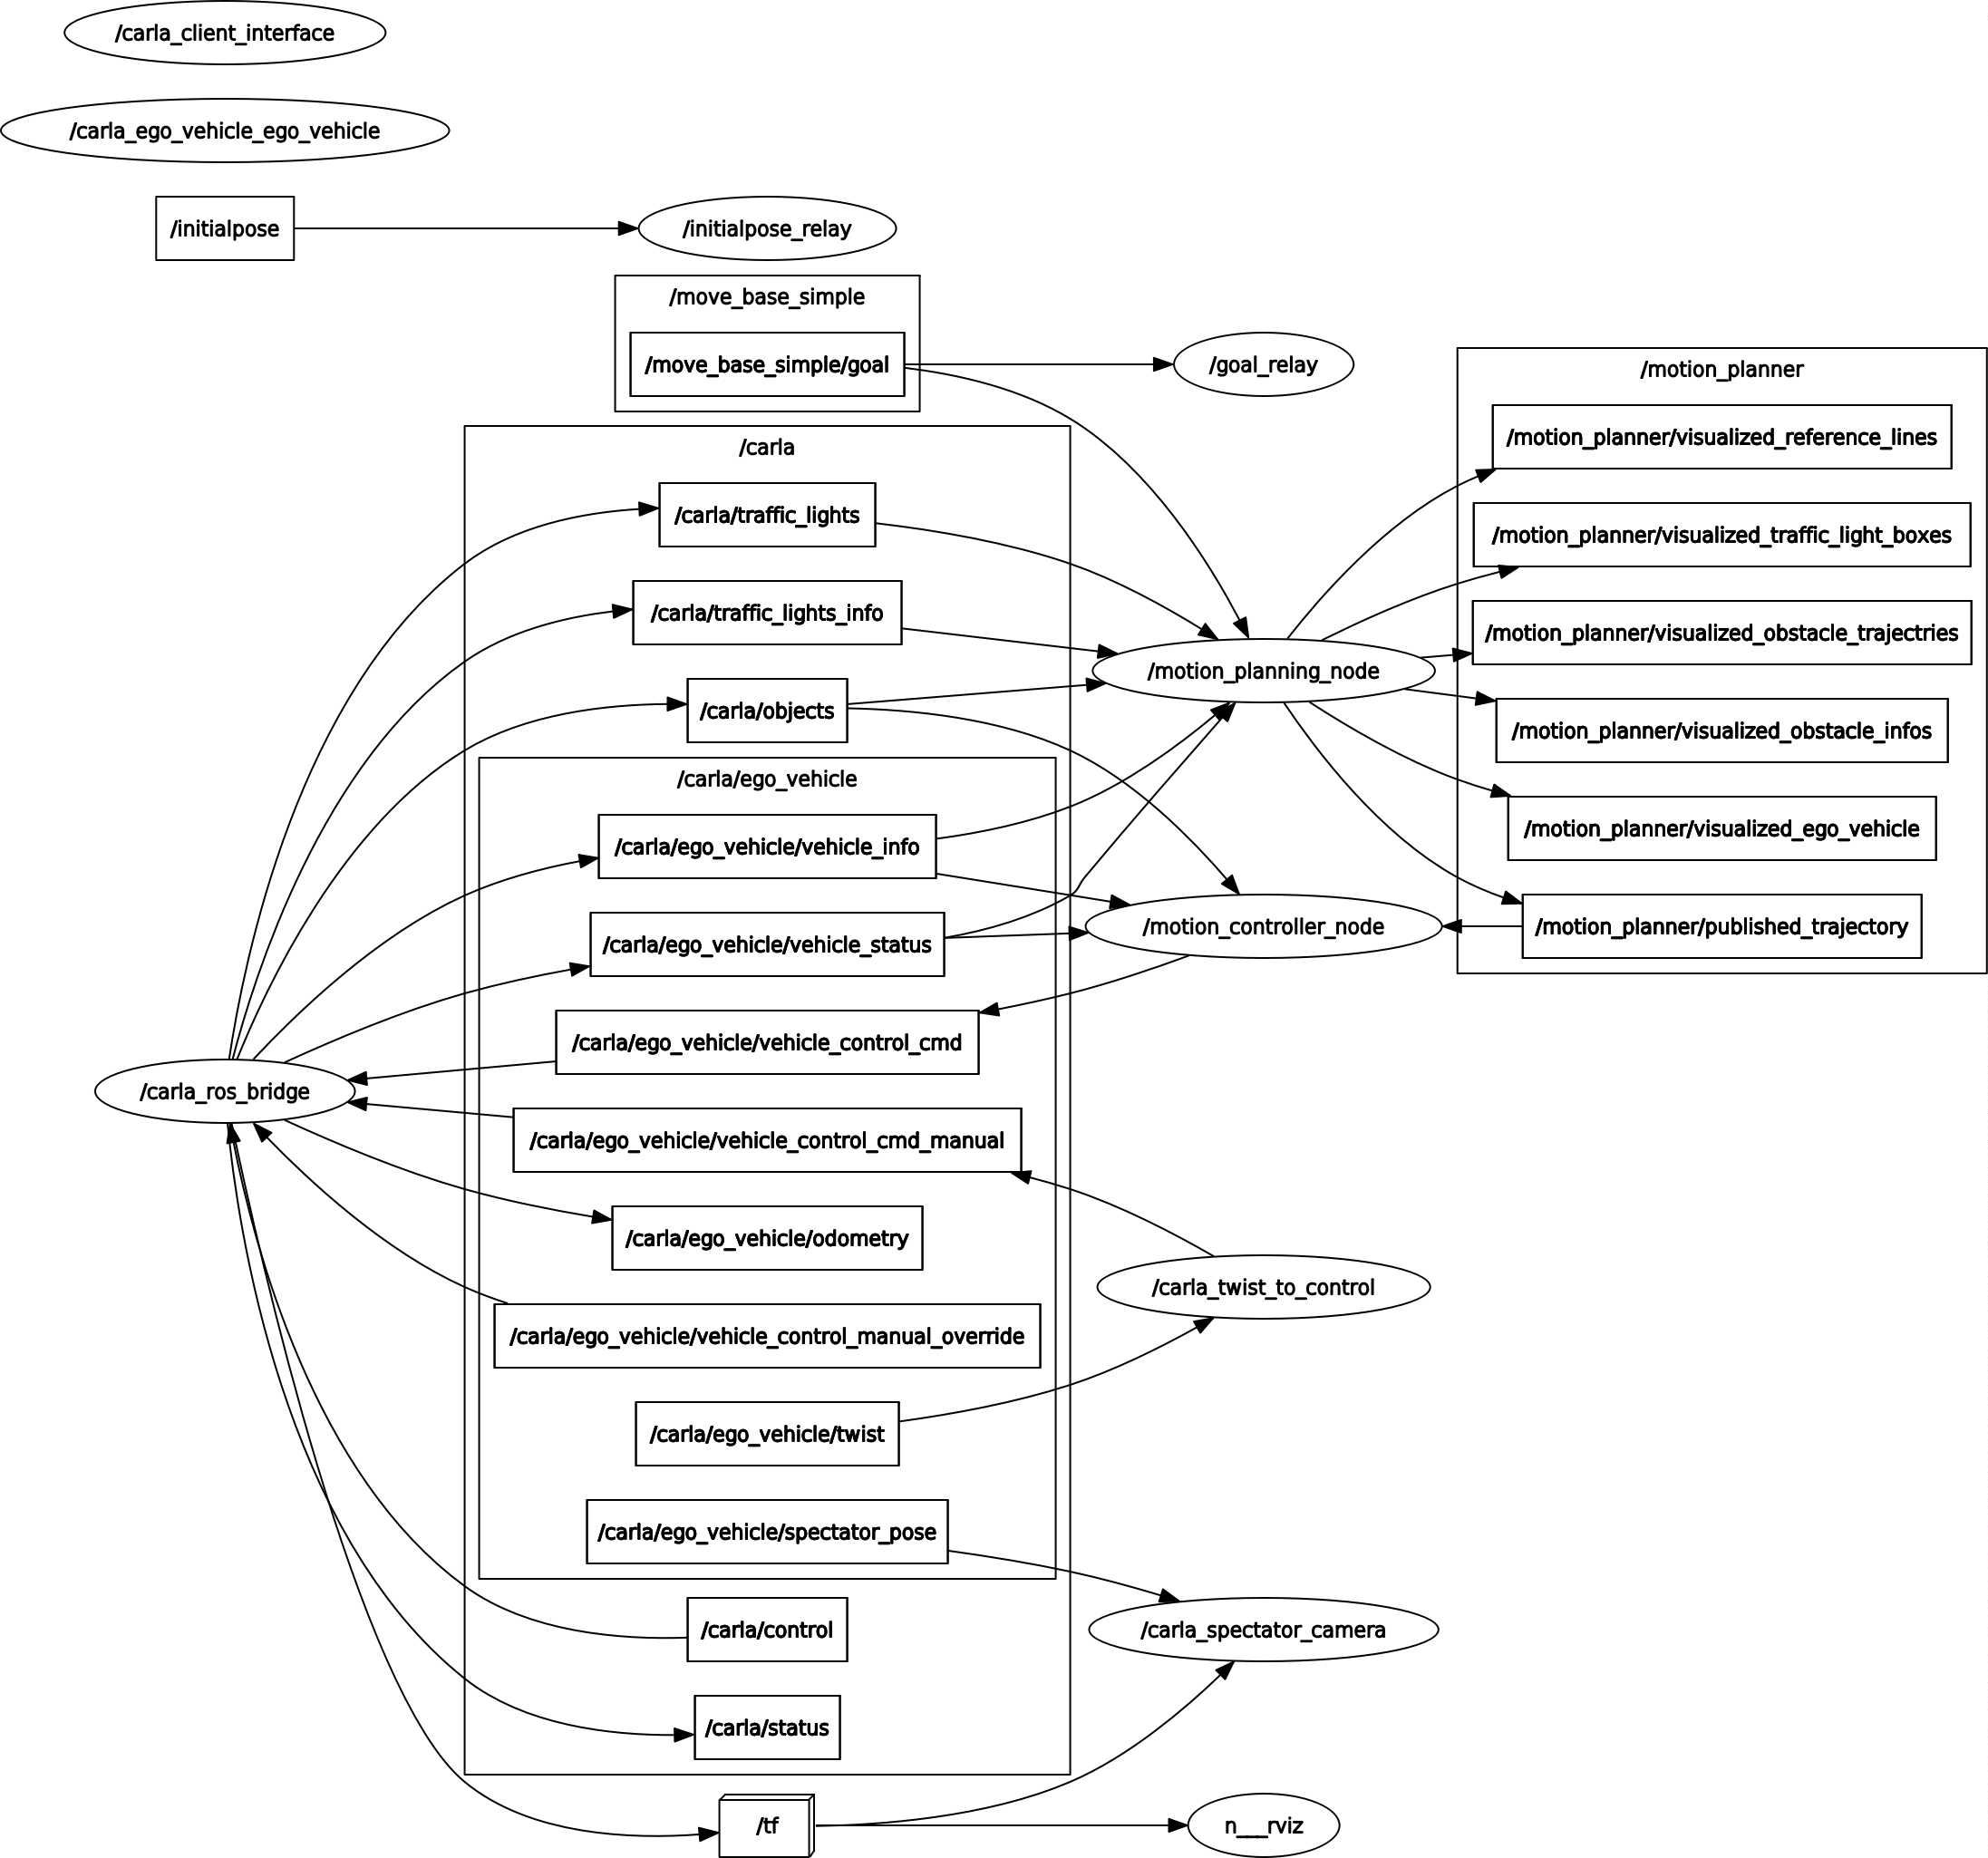 /carla_client_interface
/carla_ego_vehicle_ego_vehicle
/initialpose
/initialpose_relay
/move_base_simple
/move_base_simple/goal
/goal_relay
/carla
/carla/traffic_lights
/carla/traffic_lights_info
/carla/objects
/carla/ego_vehicle
/carla/ego_vehicle/vehicle_info
/carla/ego_vehicle/vehicle_status
/carla/ego_vehicle/vehicle_control_cmd
/carla/ego_vehicle/vehicle_control_cmd_manual
/carla/ego_vehicle/odometry
/carla/ego_vehicle/vehicle_control_manual_override
/carla/ego_vehicle/twist
/carla/ego_vehicle/spectator_pose
/carla/control
/carla/status
/carla_ros_bridge
/tf
/motion_planning_node
/motion_controller_node
/carla_twist_to_control
/carla_spectator_camera
n___rviz
/motion_planner
/motion_planner/visualized_reference_lines
/motion_planner/visualized_traffic_light_boxes
/motion_planner/visualized_obstacle_trajectries
/motion_planner/visualized_obstacle_infos
/motion_planner/visualized_ego_vehicle
/motion_planner/published_trajectory